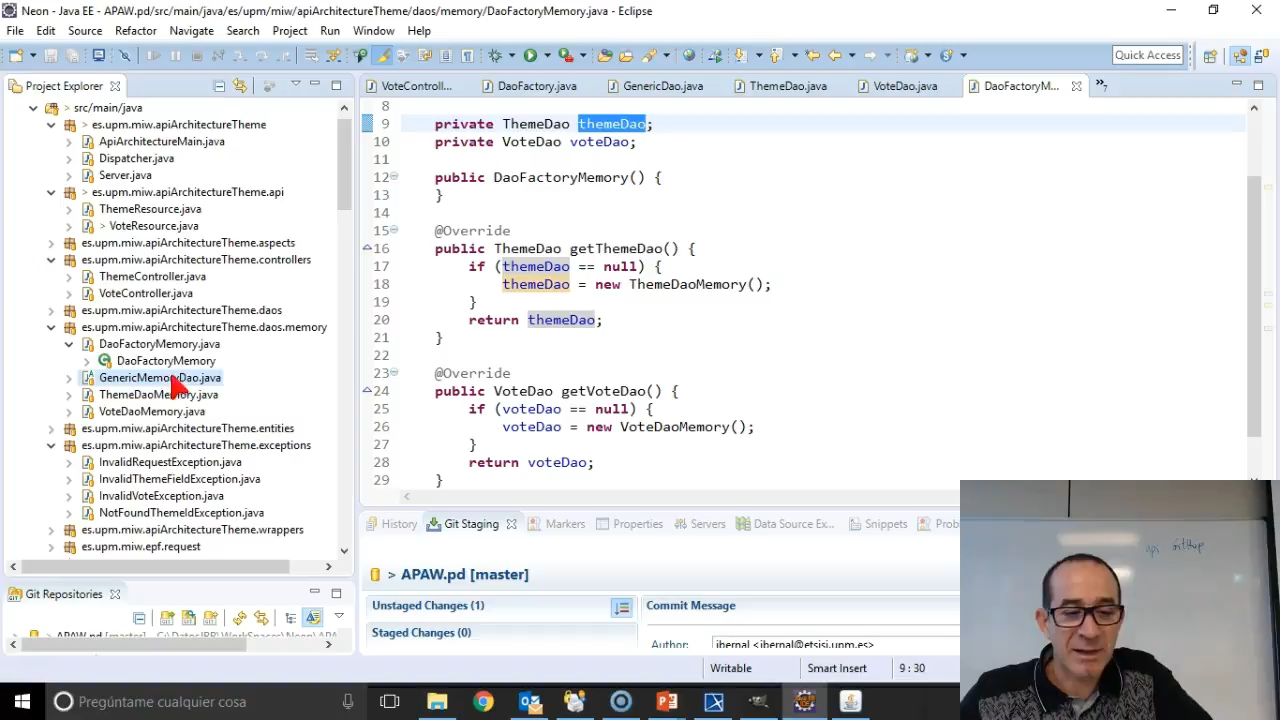 Neon - Java EE - APAW.pd/src/main/java/es/upm/miw/apiArchitectureTheme/daos/memory/DaoFactoryMemory.java - Eclipse
File Edit Source Refactor Navigate Search Project Run Window Help
Quick Access
Project Explorer
> src/main/java
> es.upm.miw.apiArchitectureTheme
ApiArchitectureMain.java
Dispatcher.java
Server.java
> es.upm.miw.apiArchitectureTheme.api
ThemeResource.java
> VoteResource.java
es.upm.miw.apiArchitectureTheme.aspects
es.upm.miw.apiArchitectureTheme.controllers
ThemeController.java
VoteController.java
es.upm.miw.apiArchitectureTheme.daos
es.upm.miw.apiArchitectureTheme.daos.memory
DaoFactoryMemory.java
DaoFactoryMemory
GenericMemoryDao.java
ThemeDaoMemory.java
VoteDaoMemory.java
es.upm.miw.apiArchitectureTheme.entities
es.upm.miw.apiArchitectureTheme.exceptions
InvalidRequestException.java
InvalidThemeFieldException.java
InvalidVoteException.java
NotFoundThemeIdException.java
es.upm.miw.apiArchitectureTheme.wrappers
es.upm.miw.epf.request
Git Repositories
VoteControll... DaoFactory.java GenericDao.java ThemeDao.java VoteDao.java DaoFactoryM... »7
8
9 private ThemeDao themeDao;
10 private VoteDao voteDao;
11
12 public DaoFactoryMemory() {
13 }
14
15 @Override
16 public ThemeDao getThemeDao() {
17 if (themeDao == null) {
18 themeDao = new ThemeDaoMemory();
19 }
20 return themeDao;
21 }
22
23 @Override
24 public VoteDao getVoteDao() {
25 if (voteDao == null) {
26 voteDao = new VoteDaoMemory();
27 }
28 return voteDao;
29 }
History Git Staging Markers Properties Servers Data Source Ex... Snippets Prob
> APAW.pd [master]
Unstaged Changes (1)
Staged Changes (0)
Commit Message
Author: jbernal <jbernal@etsisi.upm.es>
Writable Smart Insert 9 : 30
Pregúntame cualquier cosa
api